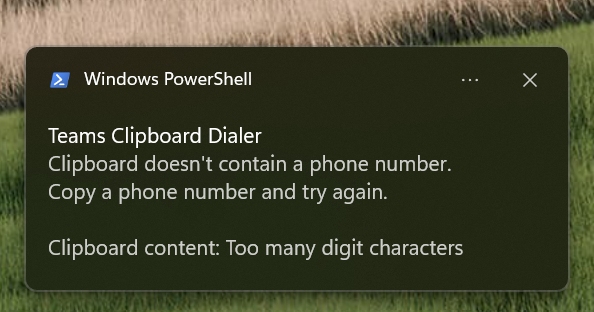 Windows PowerShell
Teams Clipboard Dialer
Clipboard doesn't contain a phone number.
Copy a phone number and try again.
Clipboard content: Too many digit characters